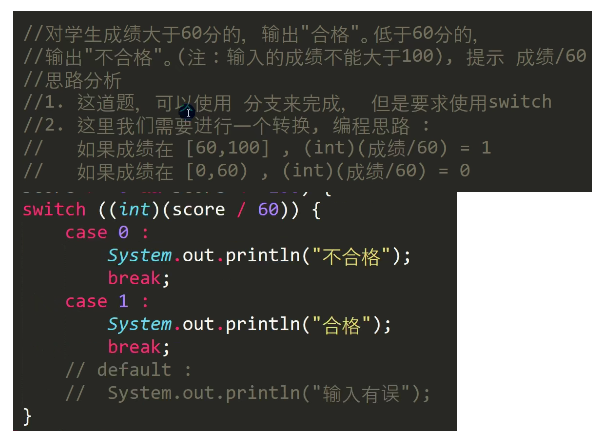 //对学生成绩大于60分的, 输出"合格"。低于60分的,
//输出"不合格"。(注：输入的成绩不能大于100), 提示 成绩/60
//思路分析
//1. 这道题, 可以使用 分支来完成, 但是要求使用switch
//2. 这里我们需要进行一个转换, 编程思路 :
//   如果成绩在 [60,100] , (int)(成绩/60) = 1
//   如果成绩在 [0,60) , (int)(成绩/60) = 0
switch ((int)(score / 60)) {
    case 0 :
        System.out.println("不合格");
        break;
    case 1 :
        System.out.println("合格");
        break;
    // default :
    //  System.out.println("输入有误");
}